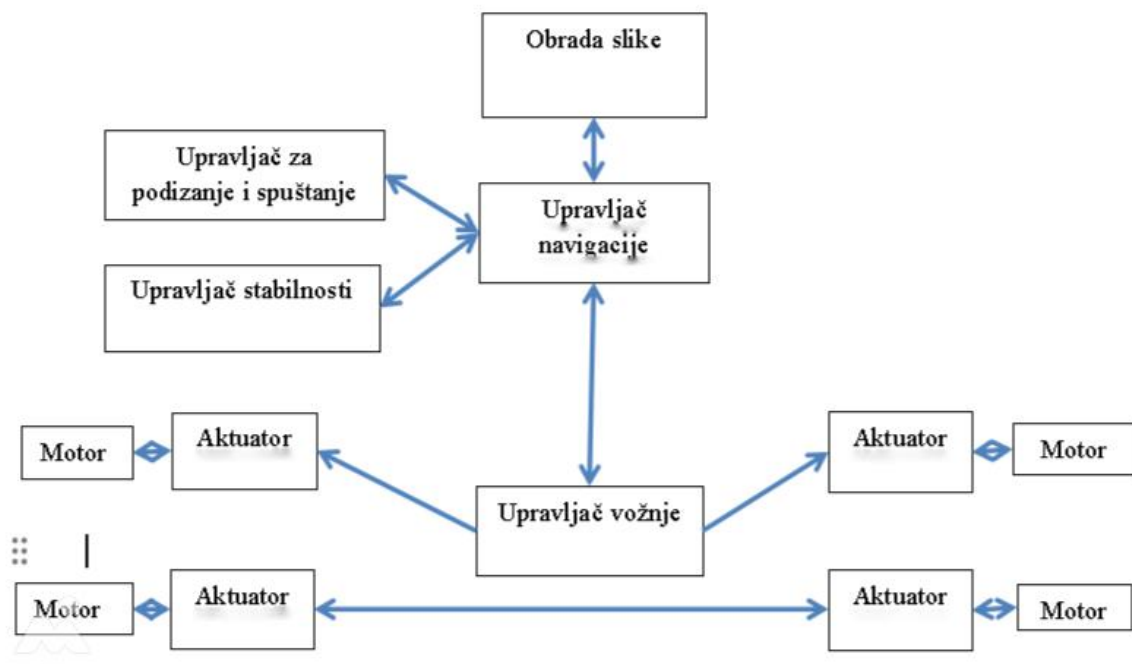 Obrada slike
Upravljač za
podizanje i spuštanje
Upravljač
navigacije
Upravljač stabilnosti
Aktuator
Motor
Aktuator
Motor
Upravljač vožnje
Motor
Aktuator
Aktuator
Motor